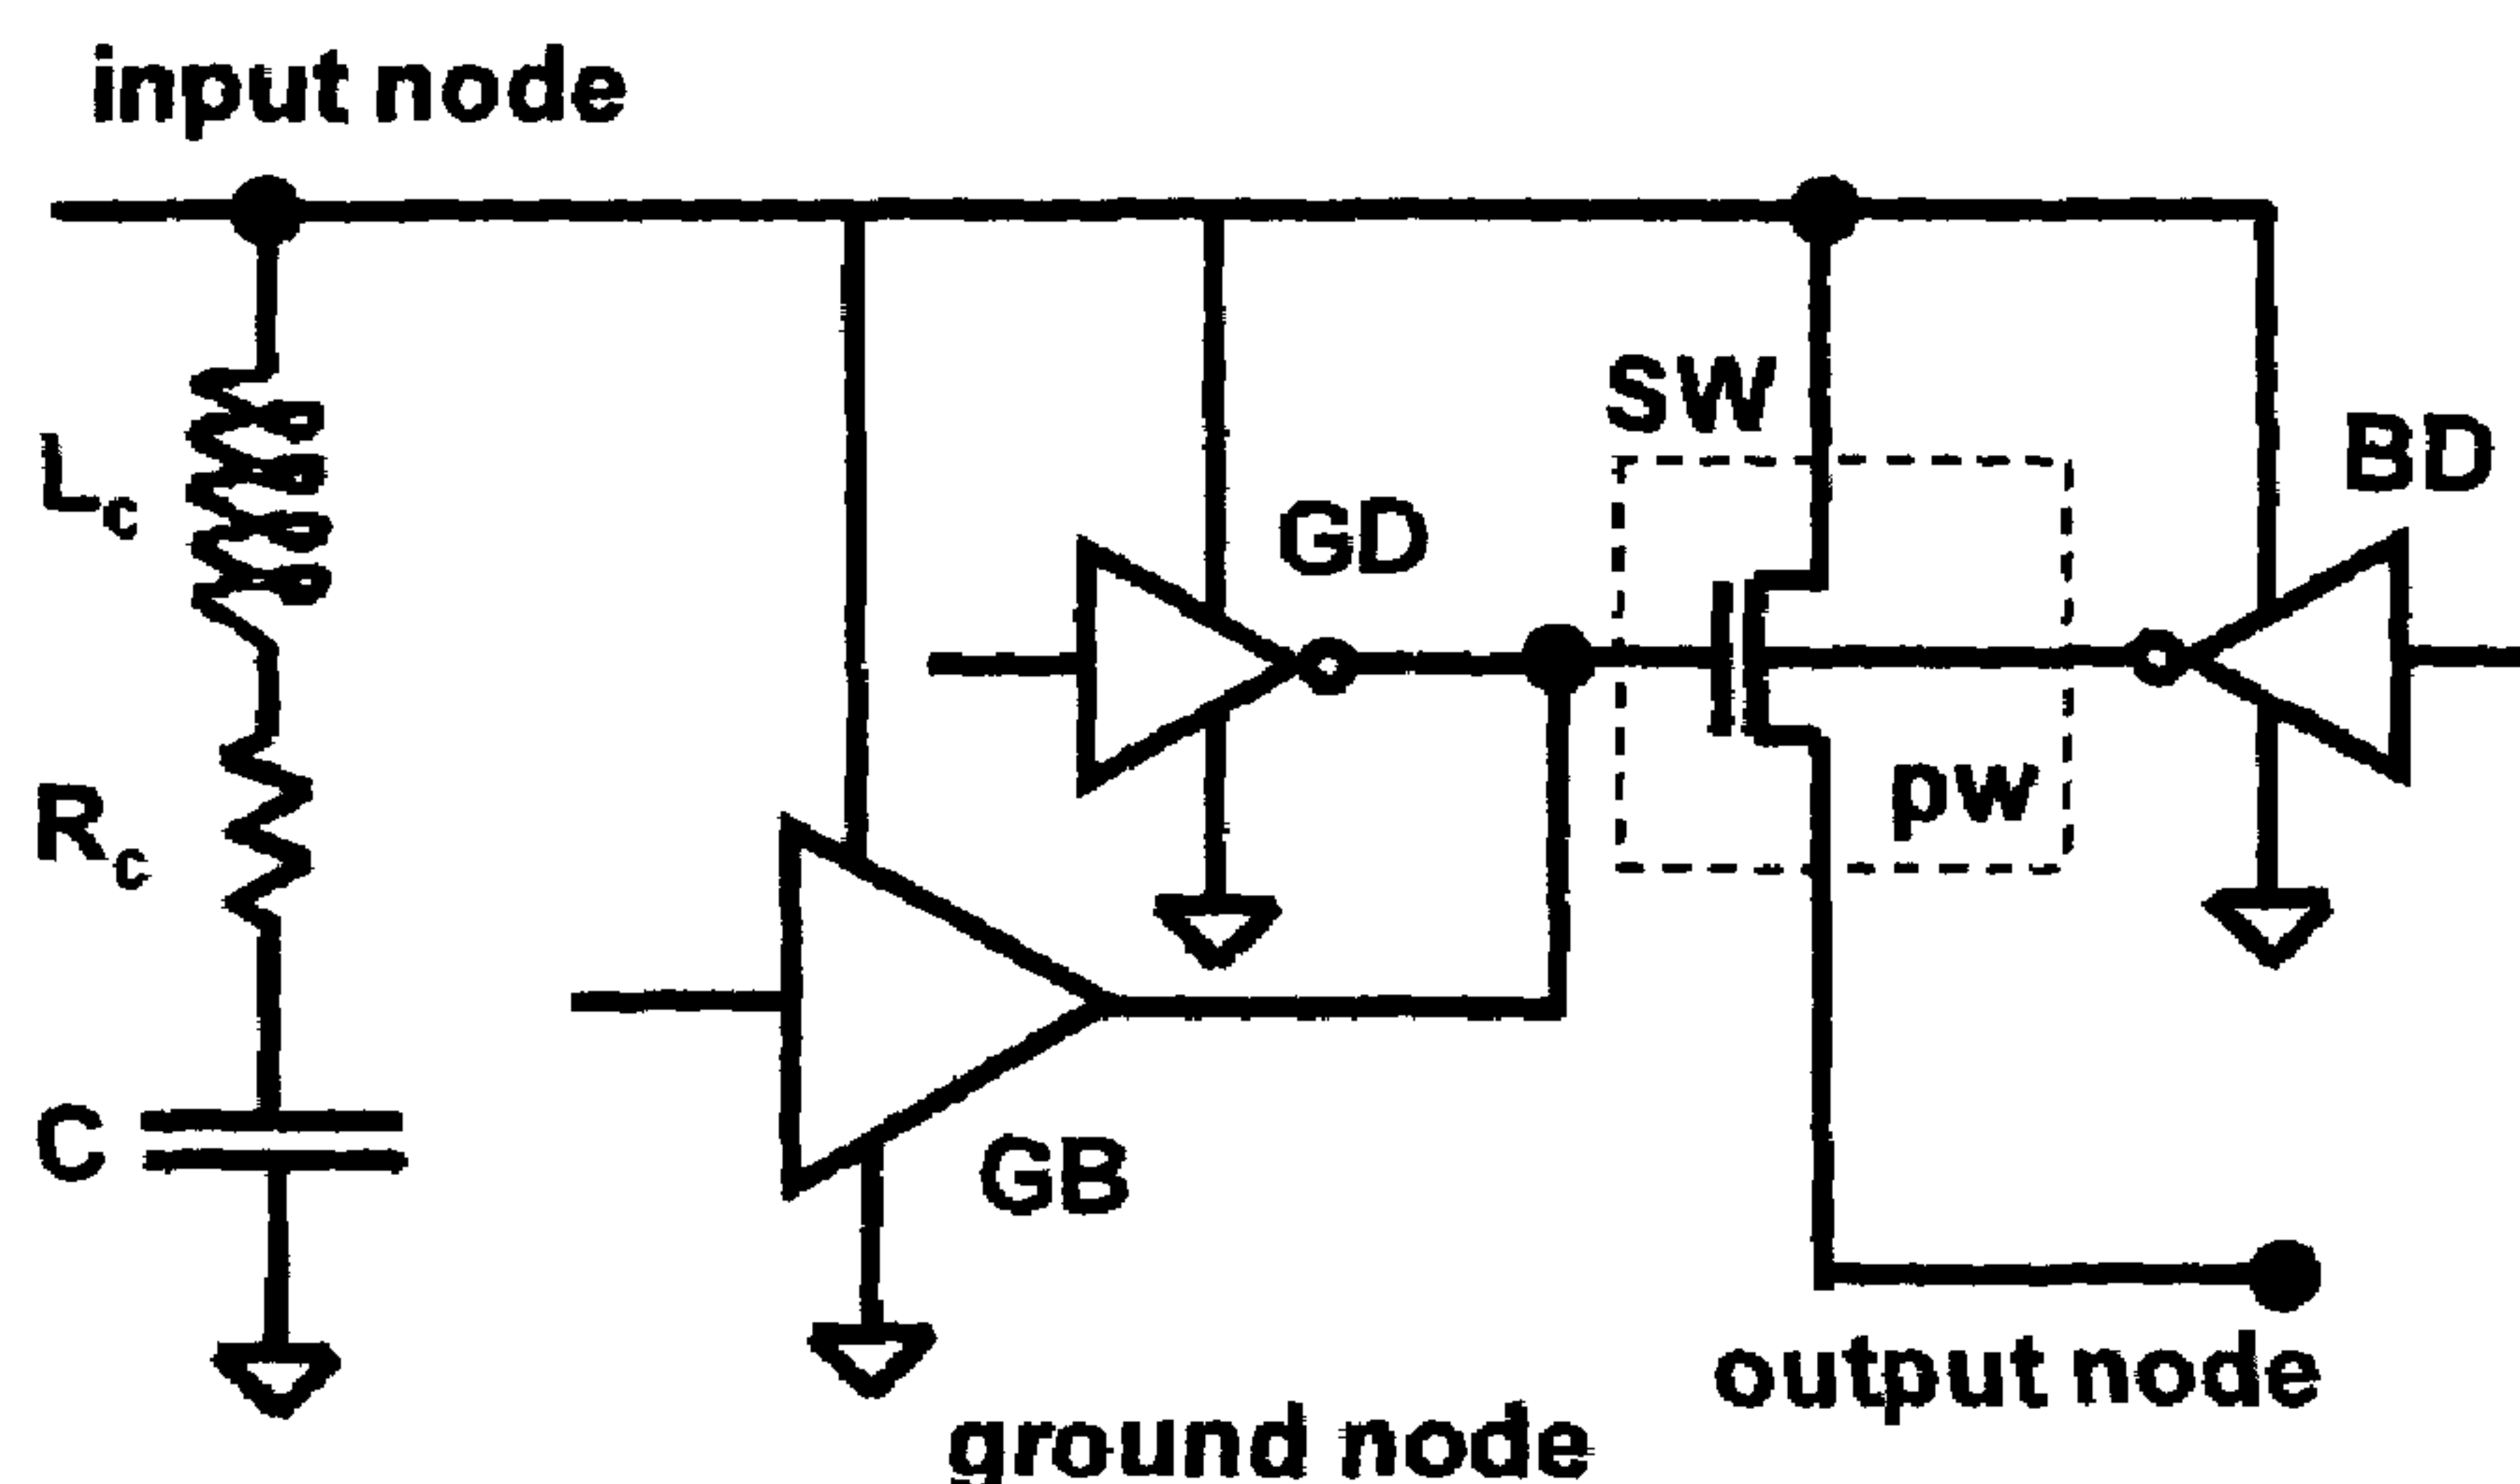 input node
SW
BD
Lc
GD
pw
Rc
C
GB
output node
ground node